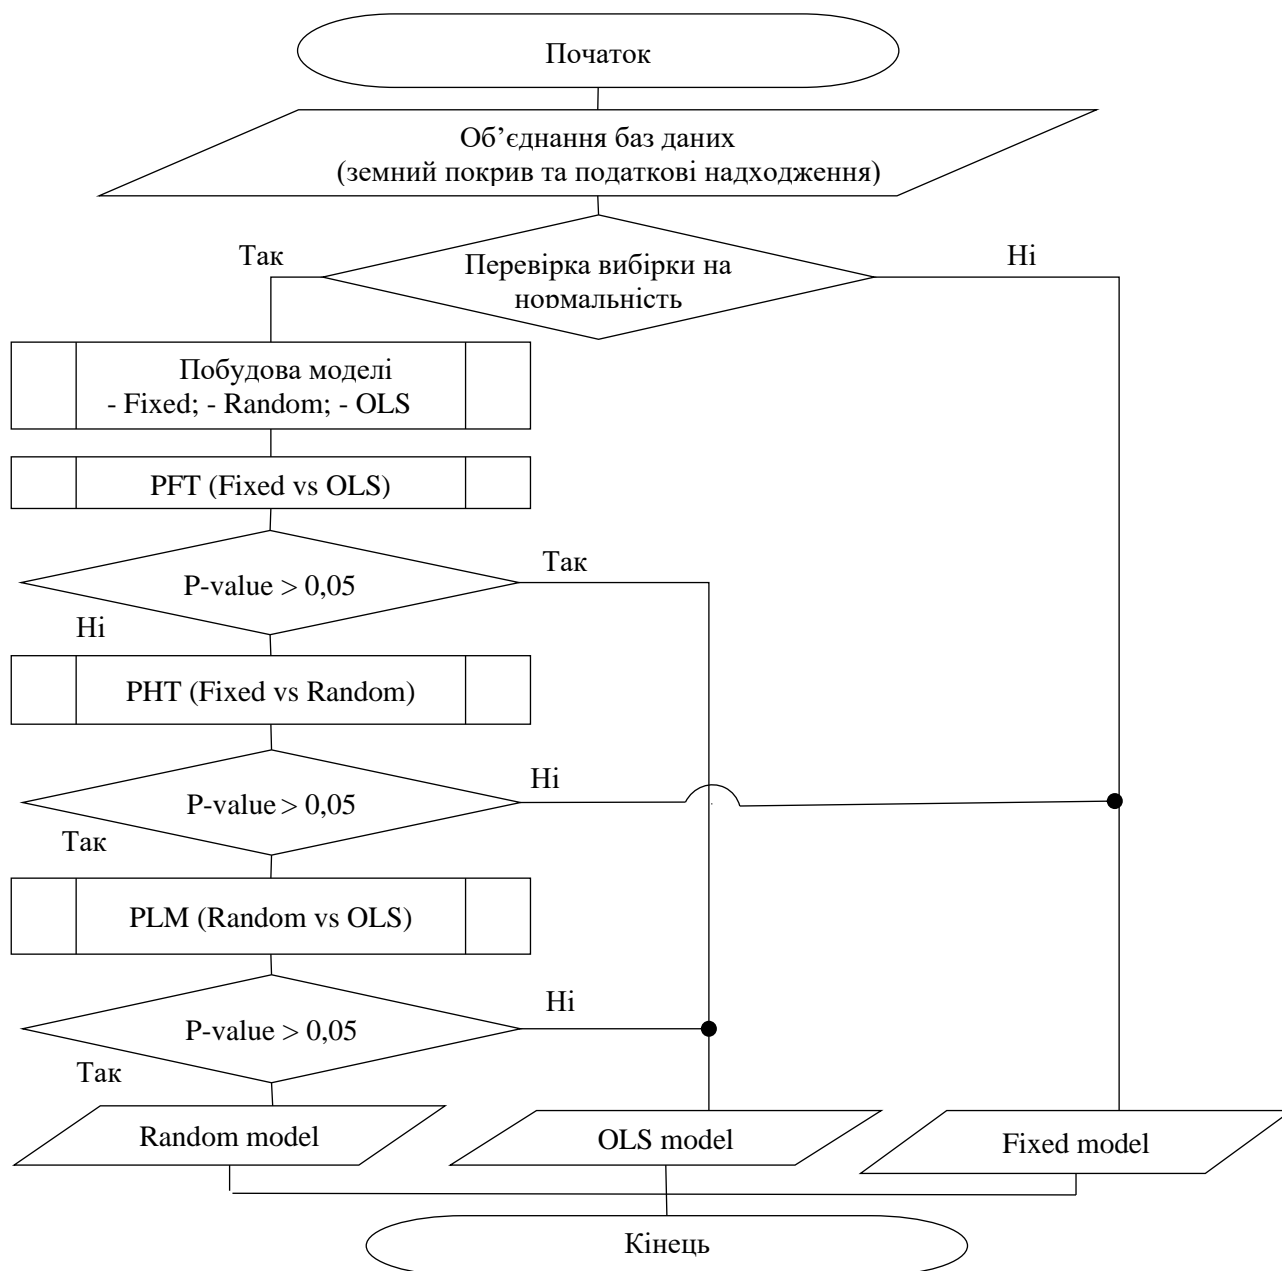 Початок
Об’єднання баз даних
(земний покрив та податкові надходження)
Так
Ні
Перевірка вибірки на
нормальність
Побудова моделі
- Fixed; - Random; - OLS
PFT (Fixed vs OLS)
Так
P-value > 0,05
Ні
PHT (Fixed vs Random)
Ні
P-value > 0,05
Так
PLM (Random vs OLS)
Ні
P-value > 0,05
Так
Random model
OLS model
Fixed model
Кінець